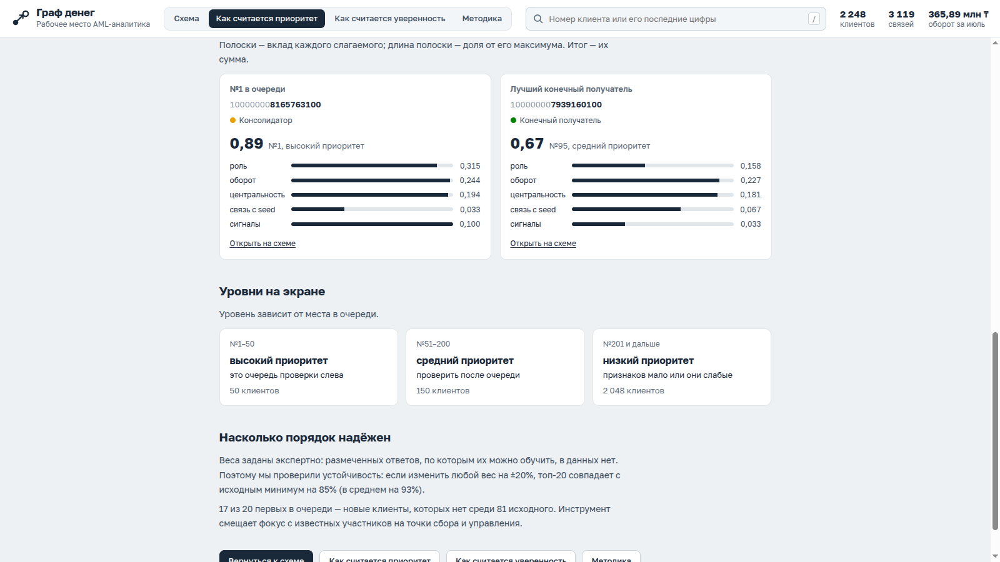 Граф денег
Рабочее место AML-аналитика
Схема
Как считается приоритет
Как считается уверенность
Методика
Номер клиента или его последние цифры
/
2 248
клиентов
3 119
связей
365,89 млн ₸
оборот за июль
Полоски — вклад каждого слагаемого; длина полоски — доля от его максимума. Итог — их
сумма.
№1 в очереди
100000008165763100
Консолидатор
0,89 №1, высокий приоритет
роль 0,315
оборот 0,244
центральность 0,194
связь с seed 0,033
сигналы 0,100
Открыть на схеме
Лучший конечный получатель
100000007939160100
Конечный получатель
0,67 №95, средний приоритет
роль 0,158
оборот 0,227
центральность 0,181
связь с seed 0,067
сигналы 0,033
Открыть на схеме
Уровни на экране
Уровень зависит от места в очереди.
№1–50
высокий приоритет
это очередь проверки слева
50 клиентов
№51–200
средний приоритет
проверить после очереди
150 клиентов
№201 и дальше
низкий приоритет
признаков мало или они слабые
2 048 клиентов
Насколько порядок надёжен
Веса заданы экспертно: размеченных ответов, по которым их можно обучить, в данных нет.
Поэтому мы проверили устойчивость: если изменить любой вес на ±20%, топ-20 совпадает с
исходным минимум на 85% (в среднем на 93%).
17 из 20 первых в очереди — новые клиенты, которых нет среди 81 исходного. Инструмент
смещает фокус с известных участников на точки сбора и управления.
Вернуться к схеме
Как считается приоритет
Как считается уверенность
Методика